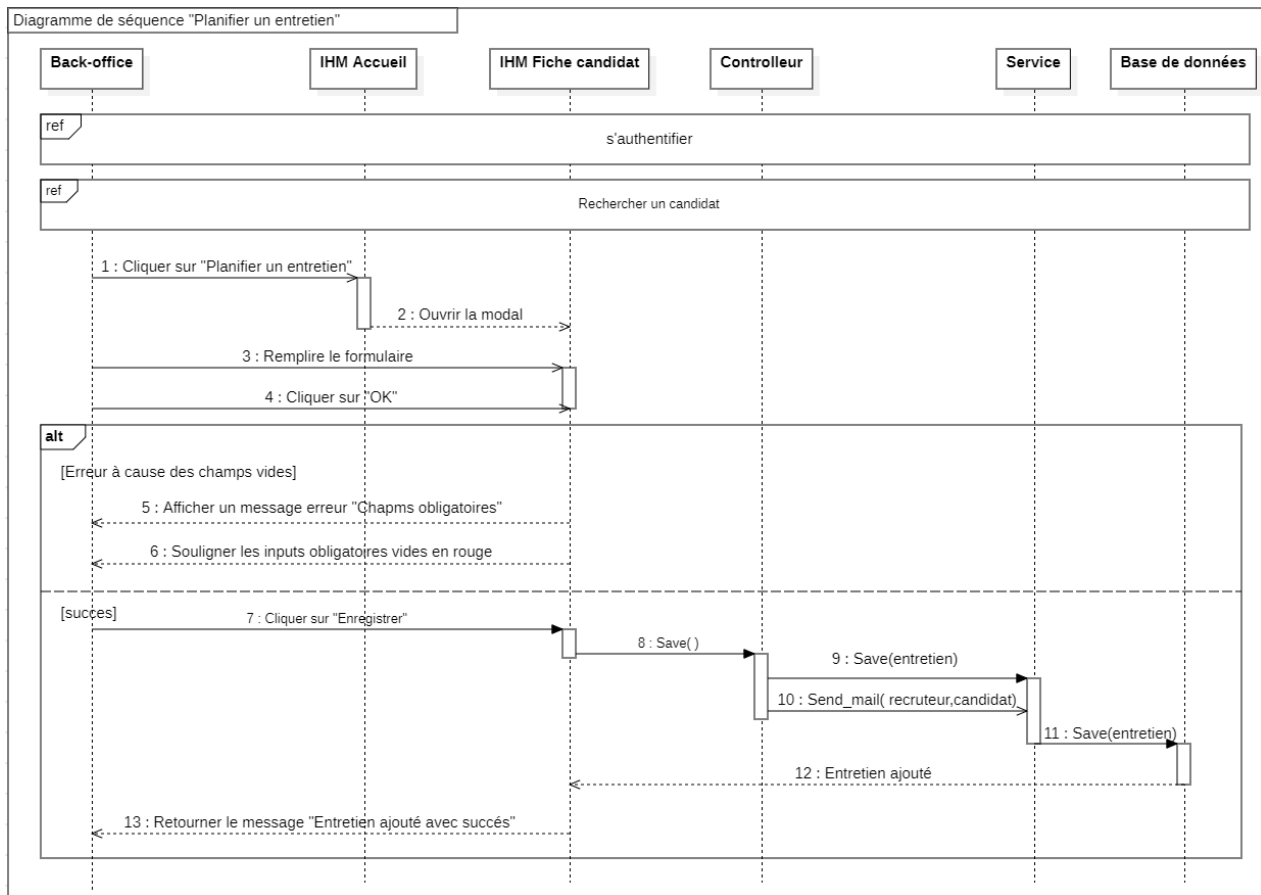 Diagramme de séquence "Planifier un entretien"
Back-office
IHM Accueil
IHM Fiche candidat
Controlleur
Service
Base de données
ref
s'authentifier
ref
Rechercher un candidat
1 : Cliquer sur "Planifier un entretien"
2 : Ouvrir la modal
3 : Remplire le formulaire
4 : Cliquer sur "OK"
alt
[Erreur à cause des champs vides]
5 : Afficher un message erreur "Chapms obligatoires"
6 : Souligner les inputs obligatoires vides en rouge
[succes]
7 : Cliquer sur "Enregistrer"
8 : Save( )
9 : Save(entretien)
10 : Send_mail( recruteur,candidat)
11 : Save(entretien)
12 : Entretien ajouté
13 : Retourner le message "Entretien ajouté avec succés"